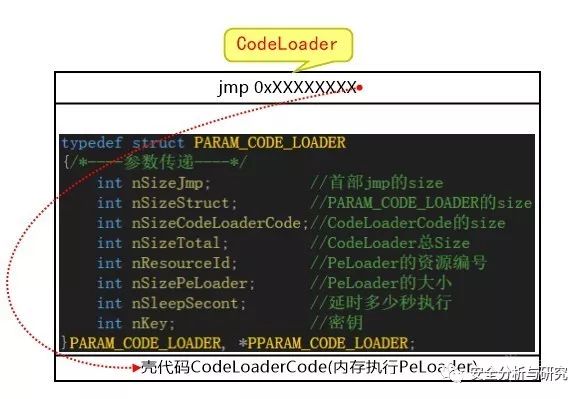 CodeLoader
jmp 0xXXXXXXXX
typedef struct PARAM_CODE_LOADER
{/*----参数传递----*/
int nSizeJmp; //首部jmp的size
int nSizeStruct; //PARAM_CODE_LOADER的size
int nSizeCodeLoaderCode;//CodeLoaderCode的size
int nSizeTotal; //CodeLoader总Size
int nResourceId; //PeLoader的资源编号
int nSizePeLoader; //PeLoader的大小
int nSleepSecont; //延时多少秒执行
int nKey; //密钥
}PARAM_CODE_LOADER, *PPARAM_CODE_LOADER;
壳代码CodeLoaderCode(内存执行PeLoader)
安全分析与研究